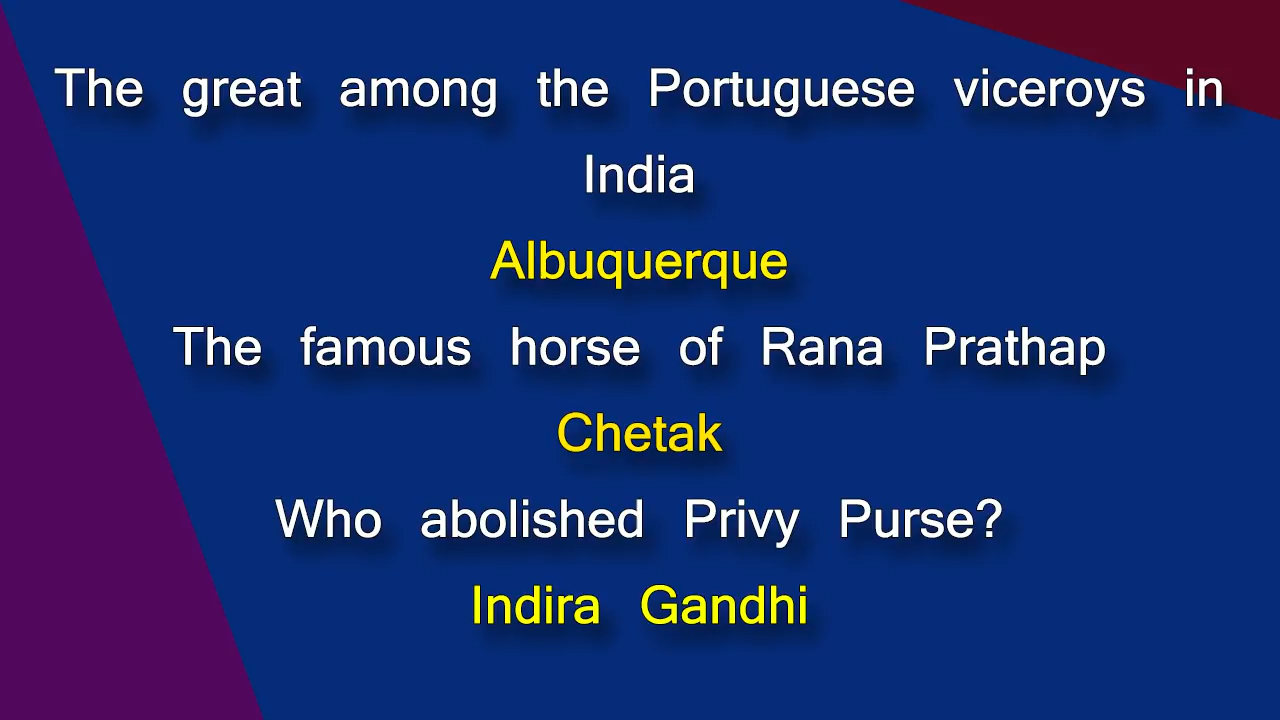 The great among the Portuguese viceroys in
India
Albuquerque
The famous horse of Rana Prathap
Chetak
Who abolished Privy Purse?
Indira Gandhi